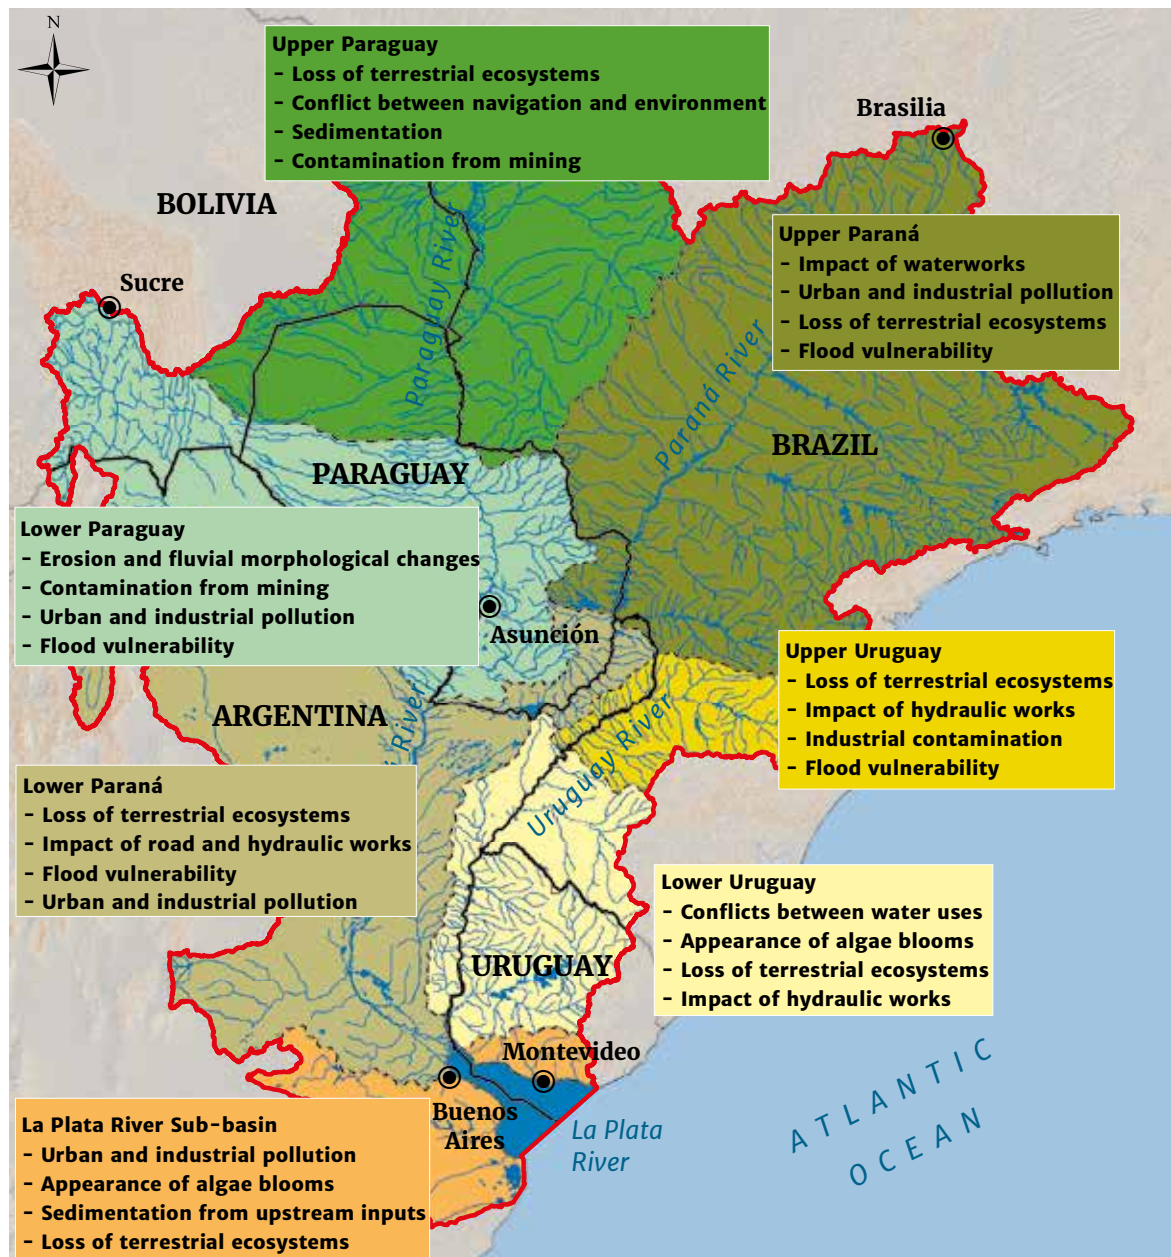 N
Upper Paraguay
- Loss of terrestrial ecosystems
- Conflict between navigation and environment
- Sedimentation
- Contamination from mining
Brasilia
BOLIVIA
Paraguay River
Upper Paraná
- Impact of waterworks
- Urban and industrial pollution
- Loss of terrestrial ecosystems
- Flood vulnerability
Sucre
Paraná River
BRAZIL
PARAGUAY
Lower Paraguay
- Erosion and fluvial morphological changes
- Contamination from mining
- Urban and industrial pollution
- Flood vulnerability
Asunción
Upper Uruguay
- Loss of terrestrial ecosystems
- Impact of hydraulic works
- Industrial contamination
- Flood vulnerability
ARGENTINA
River
Uruguay River
Lower Paraná
- Loss of terrestrial ecosystems
- Impact of road and hydraulic works
- Flood vulnerability
- Urban and industrial pollution
Lower Uruguay
- Conflicts between water uses
- Appearance of algae blooms
- Loss of terrestrial ecosystems
- Impact of hydraulic works
URUGUAY
Montevideo
Buenos
Aires
La Plata
River
ATLANTIC
OCEAN
La Plata River Sub-basin
- Urban and industrial pollution
- Appearance of algae blooms
- Sedimentation from upstream inputs
- Loss of terrestrial ecosystems